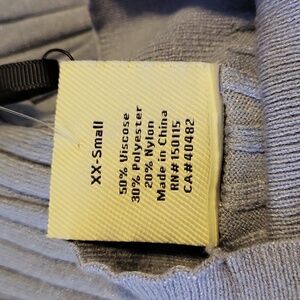 XX-Small
50% Viscose
30% Polyester
20% Nylon
Made in China
RN#150115
CA#40482